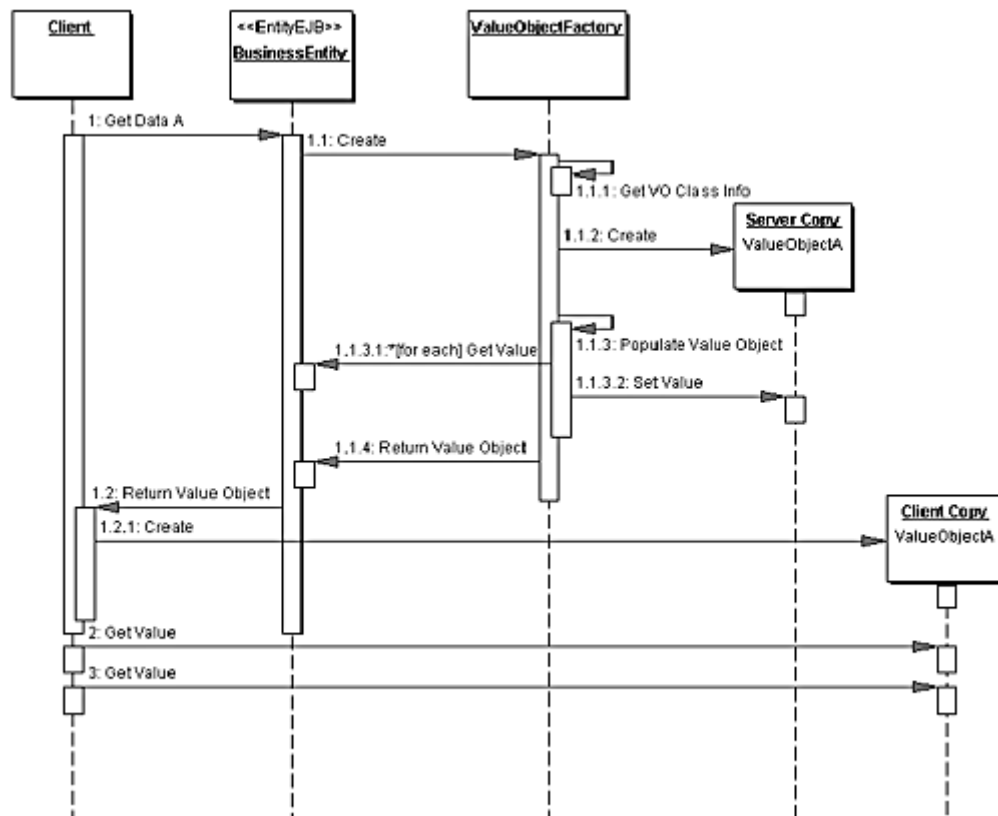 Client
<<EntityEJB>>
BusinessEntity
ValueObjectFactory
1: Get Data A
1.1: Create
1.1.1: Get VO Class Info
Server Copy
ValueObjectA
1.1.2: Create
1.1.3: Populate Value Object
1.1.3.1:*[for each] Get Value
1.1.3.2: Set Value
1.1.4: Return Value Object
1.2: Return Value Object
Client Copy
ValueObjectA
1.2.1: Create
2: Get Value
3: Get Value